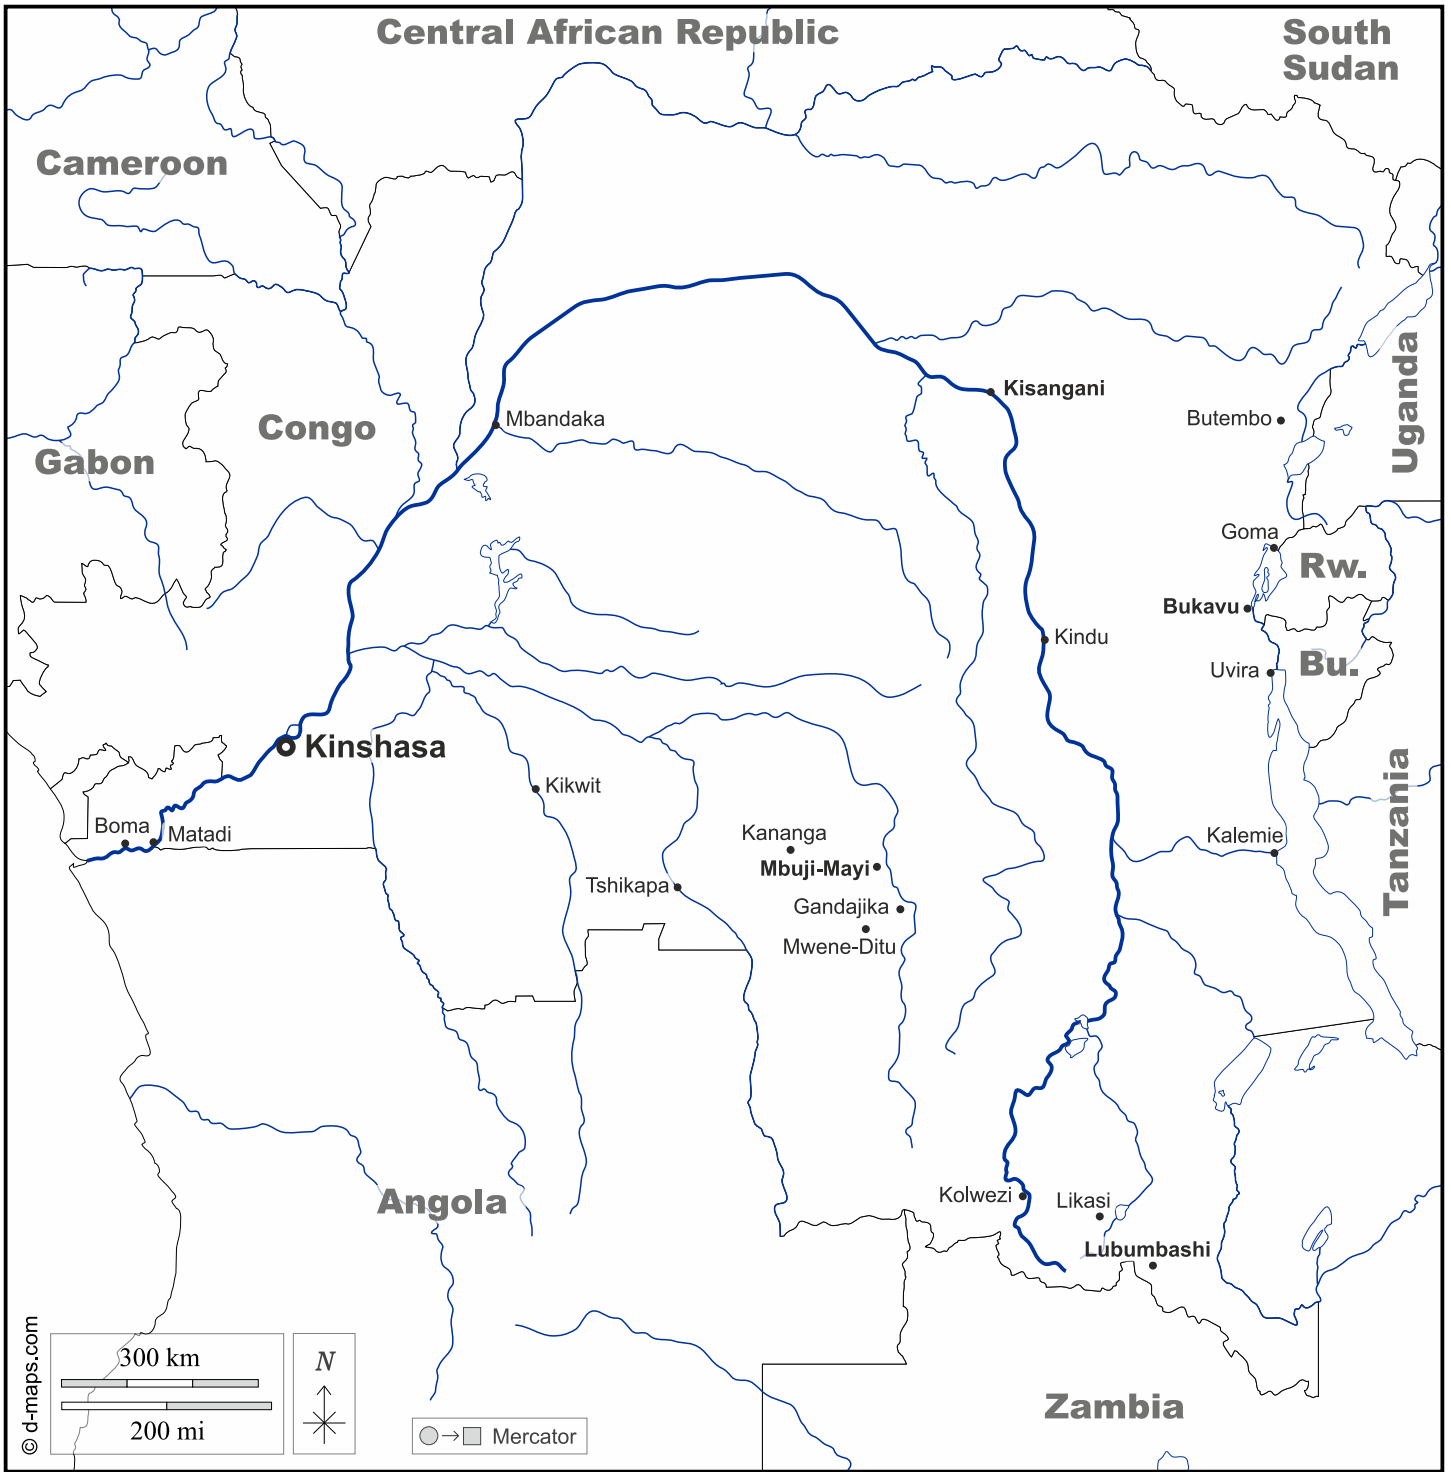 Central African Republic
South
Sudan
Cameroon
Uganda
Kisangani
Mbandaka
Butembo
Congo
Gabon
Goma
Rw.
Bukavu
Kindu
Uvira
Bu.
Kinshasa
Tanzania
Kikwit
Boma
Matadi
Kananga
Kalemie
Mbuji-Mayi
Tshikapa
Gandajika
Mwene-Ditu
Angola
Kolwezi
Likasi
Lubumbashi
© d-maps.com
300 km
200 mi
N
Mercator
Zambia